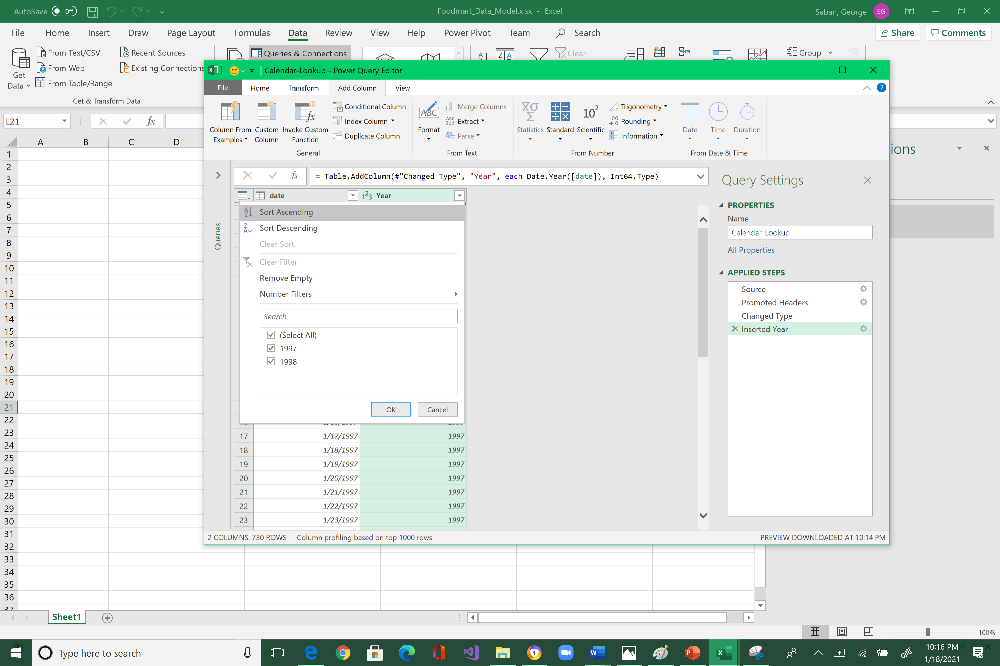 AutoSave Off
Foodmart_Data_Model.xlsx - Excel
Saban, George SG
File Home Insert Draw Page Layout Formulas Data Review View Help Power Pivot Team Search Share Comments
Get Data
From Text/CSV
From Web
From Table/Range
Recent Sources
Existing Connections
Get & Transform Data
Queries & Connections
Clear
Group
L21
fx
A B C D
1
2
3
4
5
6
7
8
9
10
11
12
13
14
15
16
17
18
19
20
21
22
23
24
25
26
27
28
29
30
31
32
33
34
35
36
37
ions
Calendar-Lookup - Power Query Editor
File Home Transform Add Column View
Column From Examples
Custom Column
Invoke Custom Function
Conditional Column
Index Column
Duplicate Column
General
Format
Merge Columns
Extract
Parse
From Text
Statistics
Standard
Scientific
Trigonometry
Rounding
Information
From Number
Date
Time
Duration
From Date & Time
Queries
fx
= Table.AddColumn(#"Changed Type", "Year", each Date.Year([date]), Int64.Type)
date 123 Year
Sort Ascending
Sort Descending
Clear Sort
Clear Filter
Remove Empty
Number Filters
Search
(Select All)
1997
1998
OK Cancel
17 1/17/1997 1997
18 1/18/1997 1997
19 1/19/1997 1997
20 1/20/1997 1997
21 1/21/1997 1997
22 1/22/1997 1997
23 1/23/1997 1997
2 COLUMNS, 730 ROWS Column profiling based on top 1000 rows
PREVIEW DOWNLOADED AT 10:14 PM
Query Settings
PROPERTIES
Name
Calendar-Lookup
All Properties
APPLIED STEPS
Source
Promoted Headers
Changed Type
Inserted Year
Sheet1
100%
Type here to search
10:16 PM
1/18/2021